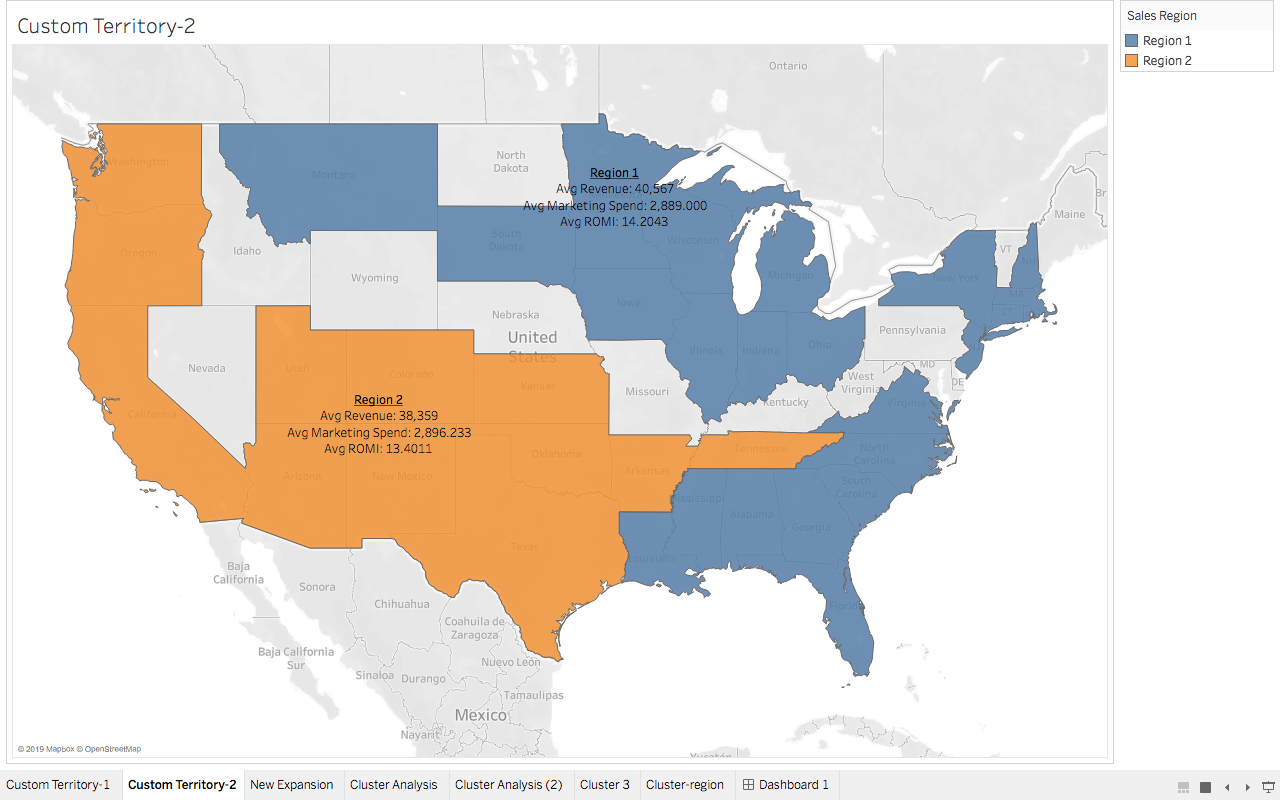 Custom Territory-2
Sales Region
Region 1
Region 2
Ontario
Washington
Montana
North
Dakota
Region 1
Avg Revenue: 40,567
Avg Marketing Spend: 2,889.000
Avg ROMI: 14.2043
Maine
Oregon
Idaho
South
Dakota
Wisconsin
VT
NH
Wyoming
Michigan
New York
MA
CT
Iowa
Nebraska
United
States
Illinois
Indiana
Ohio
Pennsylvania
Nevada
Utah
Colorado
Kansas
Missouri
West
Virginia
MD
DE
Kentucky
Virginia
California
Region 2
Avg Revenue: 38,359
Avg Marketing Spend: 2,896.233
Avg ROMI: 13.4011
Oklahoma
Tennessee
North
Carolina
Arizona
New Mexico
Arkansas
South
Carolina
ississippi
Alabama
Georgia
Texas
Louisiana
Florida
Baja
California
Sonora
Chihuahua
Coahuila de
Zaragoza
Baja California
Sur
Sinaloa
Durango
Nuevo León
Tamaulipas
Mexico
Nayarit
Yucatán
© 2019 Mapbox © OpenStreetMap
Custom Territory-1
Custom Territory-2
New Expansion
Cluster Analysis
Cluster Analysis (2)
Cluster 3
Cluster-region
Dashboard 1